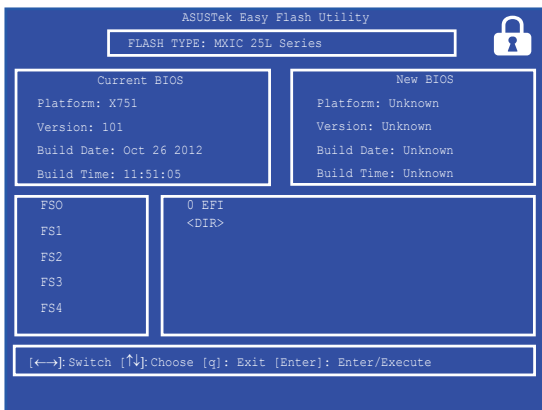 ASUSTek Easy Flash Utility
FLASH TYPE: MXIC 25L Series
Current BIOS
Platform: X751
Version: 101
Build Date: Oct 26 2012
Build Time: 11:51:05
New BIOS
Platform: Unknown
Version: Unknown
Build Date: Unknown
Build Time: Unknown
FSO
FS1
FS2
FS3
FS4
0 EFI
<DIR>
[←→]: Switch [↑↓]: Choose [q]: Exit [Enter]: Enter/Execute